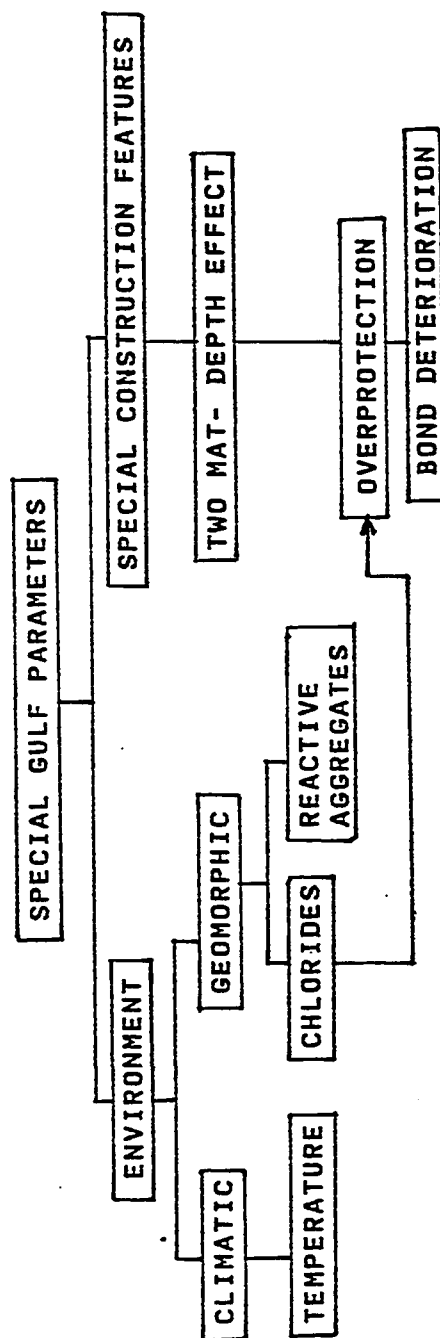 SPECIAL GULF PARAMETERS
ENVIRONMENT
SPECIAL CONSTRUCTION FEATURES
CLIMATIC
GEOMORPHIC
TWO MAT- DEPTH EFFECT
TEMPERATURE
CHLORIDES
REACTIVE
AGGREGATES
OVERPROTECTION
BOND DETERIORATION